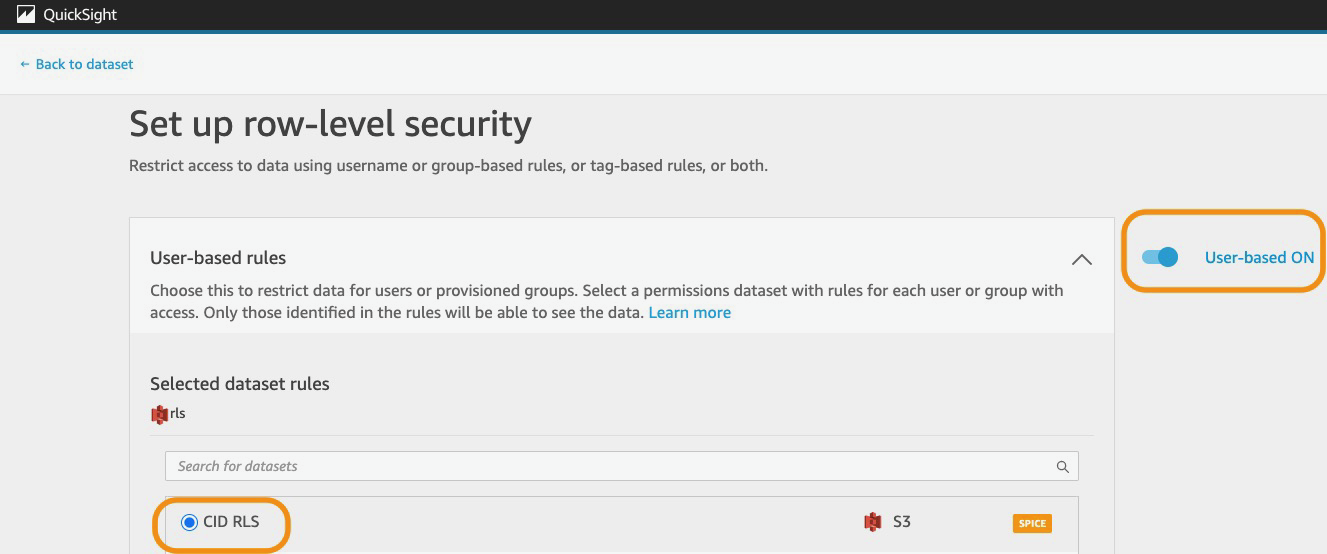 QuickSight
← Back to dataset
Set up row-level security
Restrict access to data using username or group-based rules, or tag-based rules, or both.
User-based rules
User-based ON
Choose this to restrict data for users or provisioned groups. Select a permissions dataset with rules for each user or group with
access. Only those identified in the rules will be able to see the data. Learn more
Selected dataset rules
rls
Search for datasets
CID RLS S3 SPICE